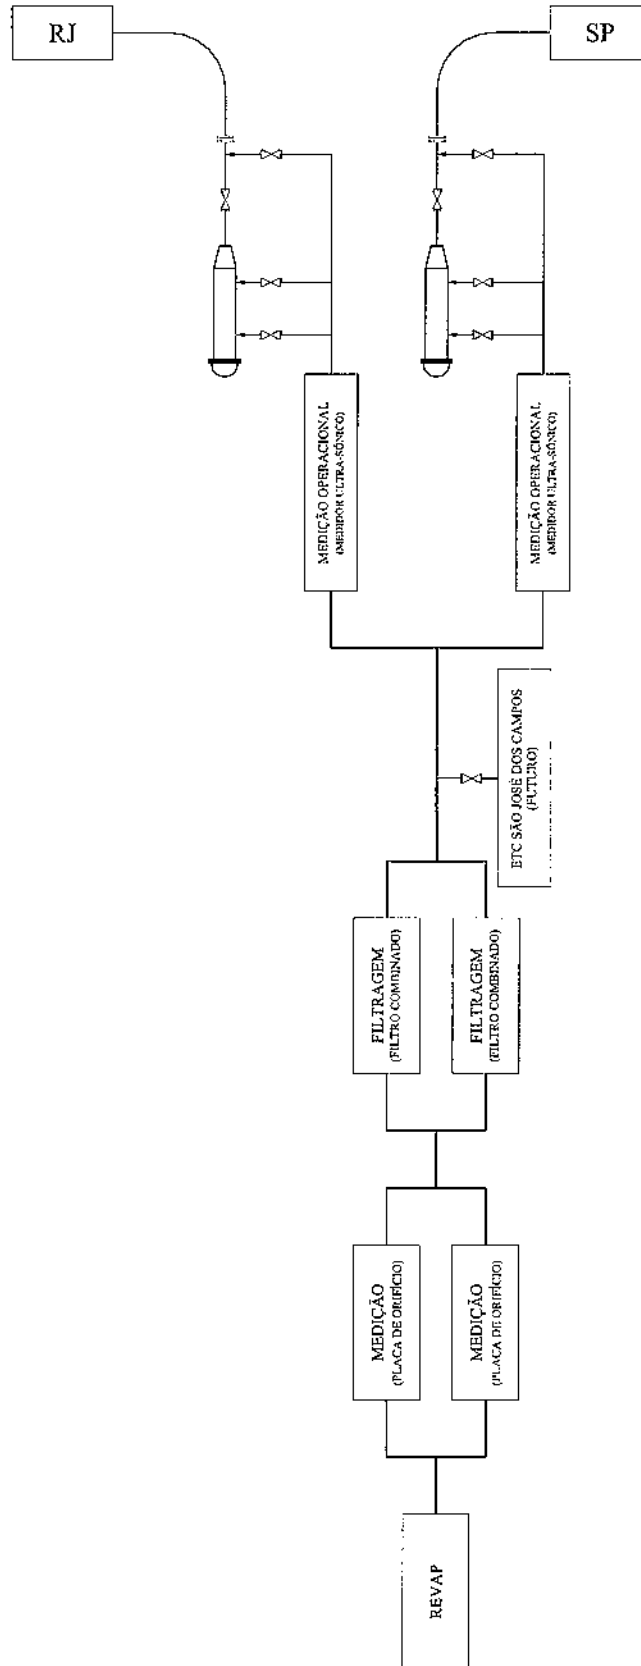 RJ
SP
MEDIÇÃO OPERACIONAL
(MEDIDOR ULTRA-SÔNICO)
MEDIÇÃO OPERACIONAL
(MEDIDOR ULTRA-SÔNICO)
ETC SÃO JOSÉ DOS CAMPOS
(FUTURO)
FILTRAGEM
(FILTRO COMBINADO)
FILTRAGEM
(FILTRO COMBINADO)
MEDIÇÃO
(PLACA DE ORIFÍCIO)
MEDIÇÃO
(PLACA DE ORIFÍCIO)
REVAP